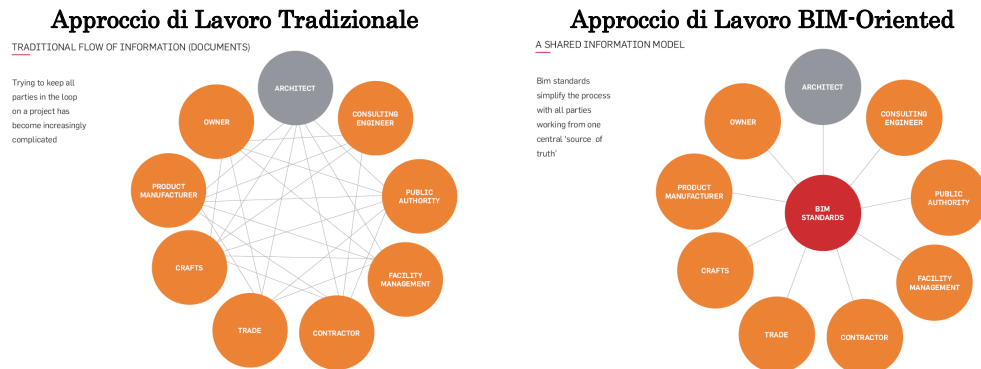 Approccio di Lavoro Tradizionale
TRADITIONAL FLOW OF INFORMATION (DOCUMENTS)
Trying to keep all
parties in the loop
on a project has
become increasingly
complicated
ARCHITECT
OWNER
CONSULTING
ENGINEER
PRODUCT
MANUFACTURER
PUBLIC
AUTHORITY
CRAFTS
FACILITY
MANAGEMENT
TRADE
CONTRACTOR
Approccio di Lavoro BIM-Oriented
A SHARED INFORMATION MODEL
Bim standards
simplify the process
with all parties
working from one
central 'source of
truth'
ARCHITECT
OWNER
CONSULTING
ENGINEER
PRODUCT
MANUFACTURER
PUBLIC
AUTHORITY
BIM
STANDARDS
CRAFTS
FACILITY
MANAGEMENT
TRADE
CONTRACTOR